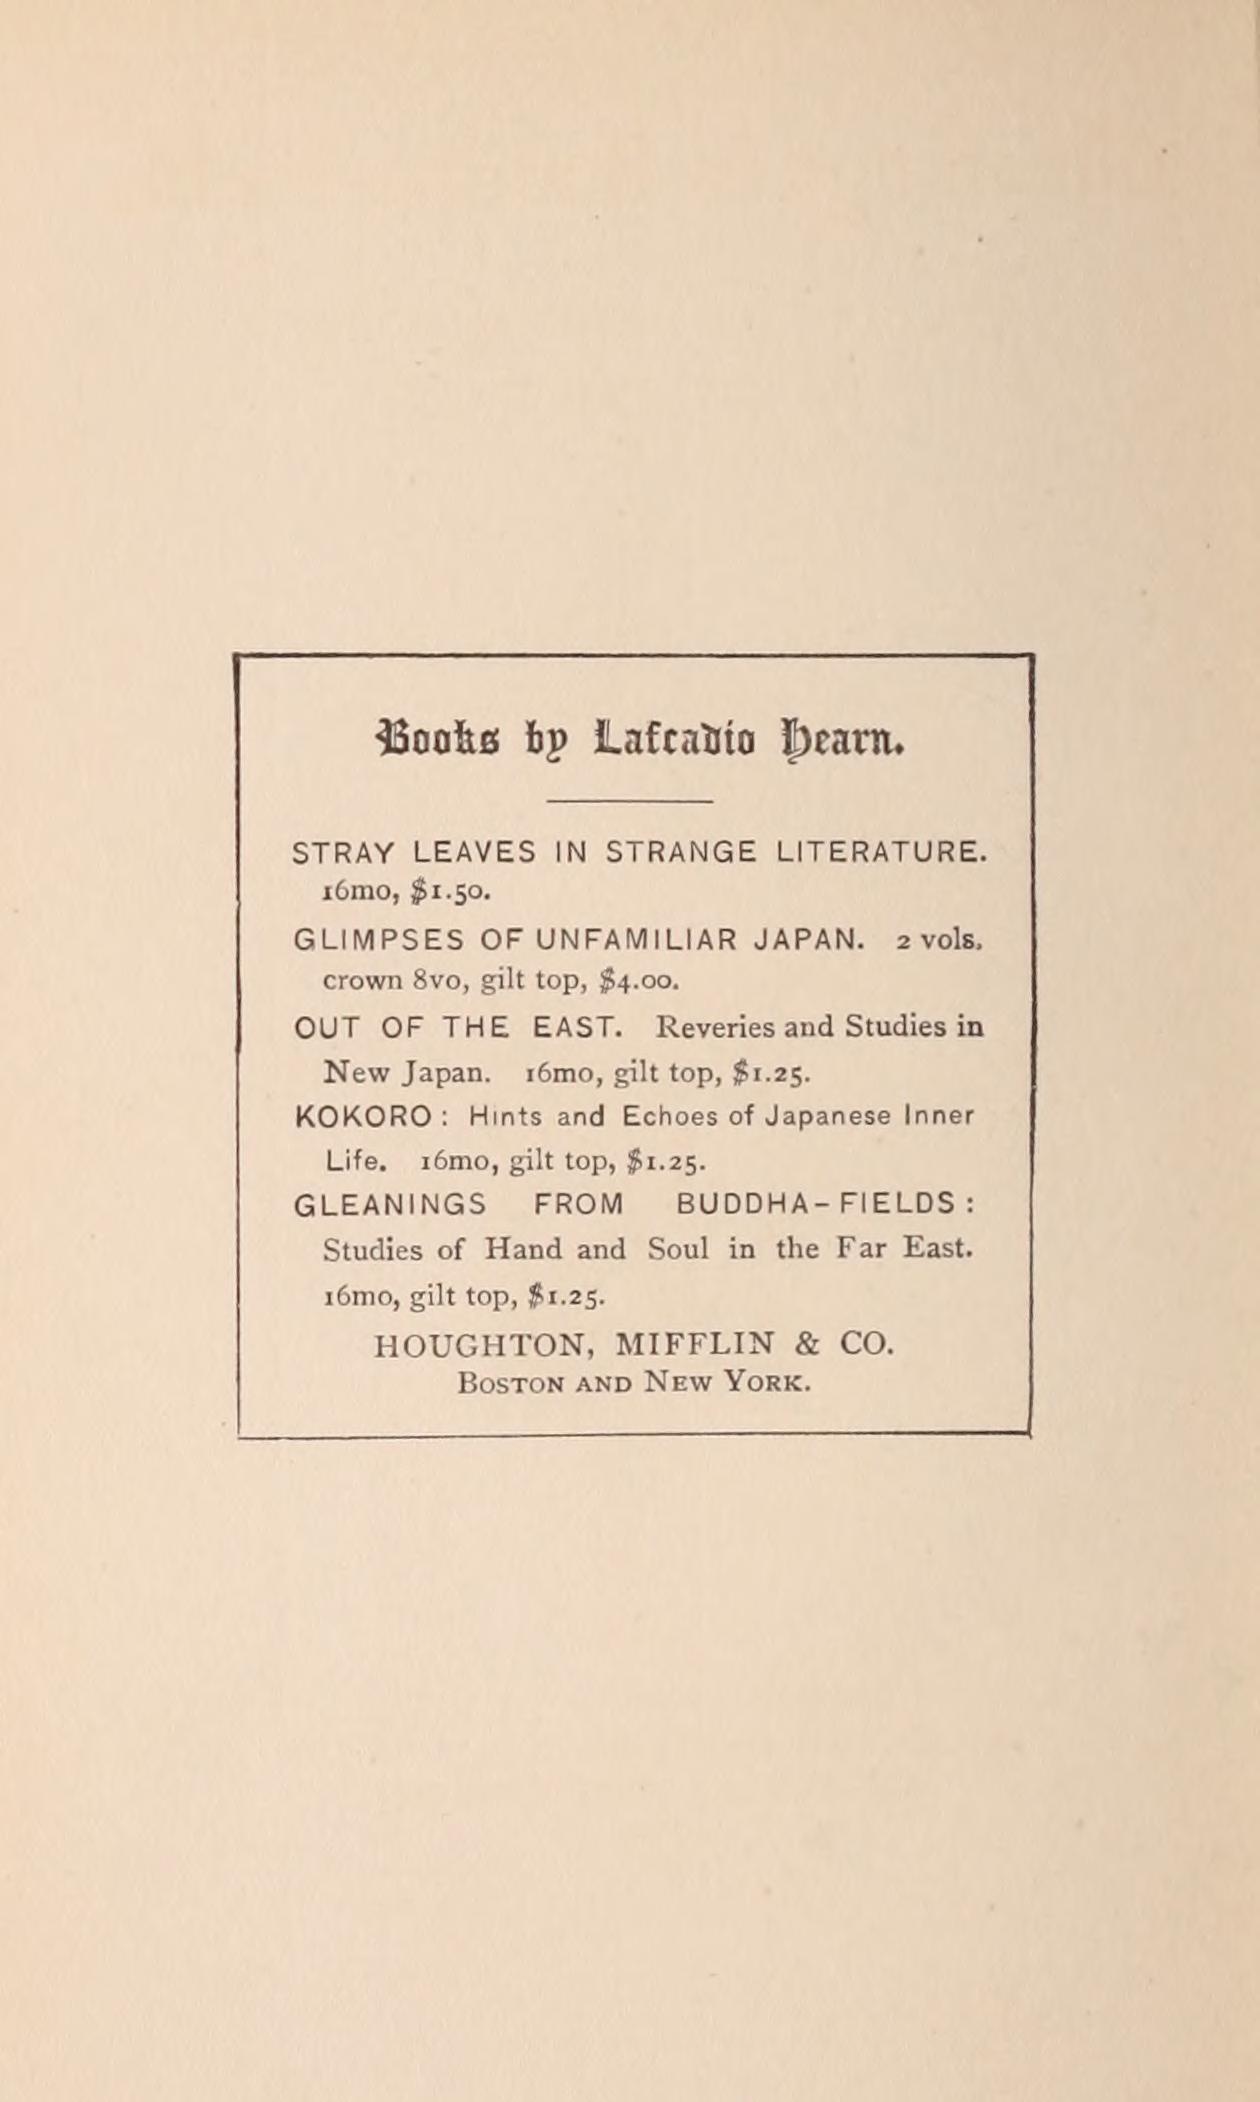 Books by Lafcadio Hearn.
STRAY LEAVES IN STRANGE LITERATURE.
16mo, $1.50.
GLIMPSES OF UNFAMILIAR JAPAN. 2 vols.
crown 8vo, gilt top, $4.00.
OUT OF THE EAST. Reveries and Studies in
New Japan. 16mo, gilt top, $1.25.
KOKORO: Hints and Echoes of Japanese Inner
Life. 16mo, gilt top, $1.25.
GLEANINGS FROM BUDDHA-FIELDS:
Studies of Hand and Soul in the Far East.
16mo, gilt top, $1.25.
HOUGHTON, MIFFLIN & CO.
BOSTON AND NEW YORK.